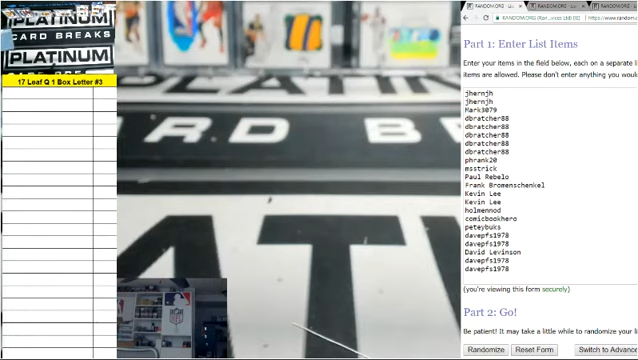 PLATINUM
CARD BREAKS
PLATINUM
17 Leaf Q 1 Box Letter #3
RD B
Part 1: Enter List Items
Enter your items in the field below, each on a separate l
items are allowed. Please don't enter anything you woul
jhernjh
jhernjh
Mark3079
dbratcher88
dbratcher88
dbratcher88
dbratcher88
dbratcher88
phrank20
msstrick
Paul Rebelo
Frank Bromenschenkel
Kevin Lee
Kevin Lee
holmennod
comicbookhero
peteybuks
davepfs1978
davepfs1978
David Levinson
davepfs1978
davepfs1978
(you're viewing this form securely)
Part 2: Go!
Be patient! It may take a little while to randomize your li
Randomize Reset Form Switch to Advanc